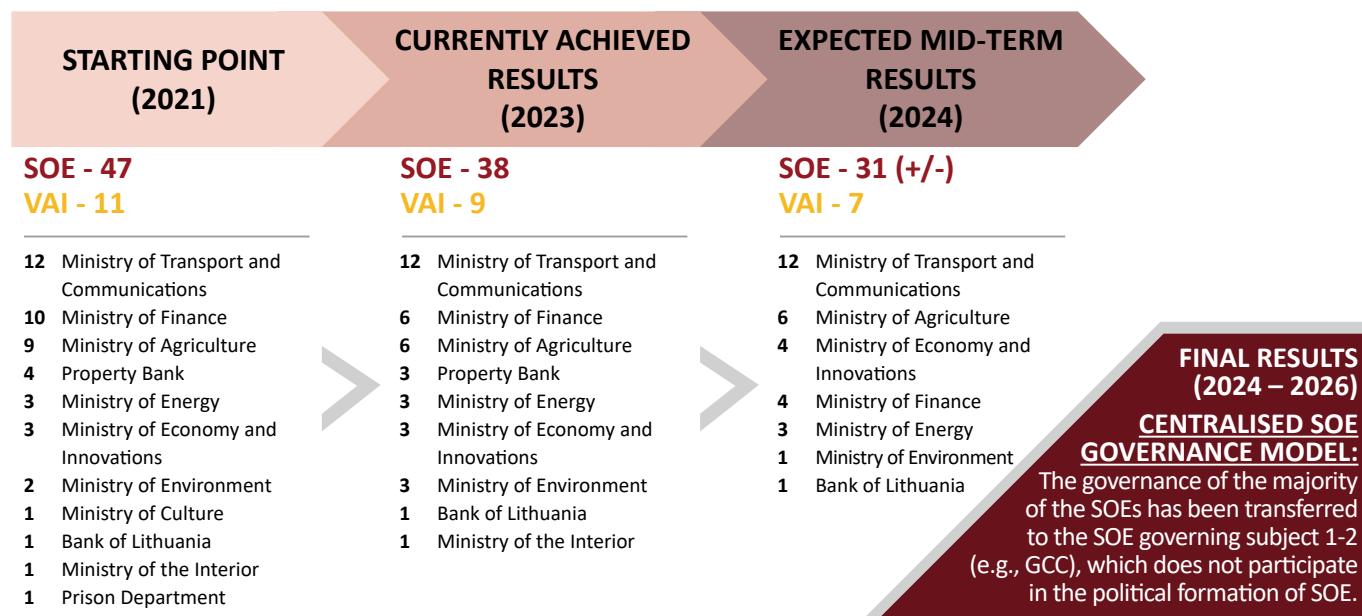 STARTING POINT
(2021)
CURRENTLY ACHIEVED
RESULTS
(2023)
EXPECTED MID-TERM
RESULTS
(2024)
SOE - 47
VAI - 11
12 Ministry of Transport and
Communications
10 Ministry of Finance
9 Ministry of Agriculture
4 Property Bank
3 Ministry of Energy
3 Ministry of Economy and
Innovations
2 Ministry of Environment
1 Ministry of Culture
1 Bank of Lithuania
1 Ministry of the Interior
1 Prison Department
SOE - 38
VAI - 9
12 Ministry of Transport and
Communications
6 Ministry of Finance
6 Ministry of Agriculture
3 Property Bank
3 Ministry of Energy
3 Ministry of Economy and
Innovations
3 Ministry of Environment
1 Bank of Lithuania
1 Ministry of the Interior
SOE - 31 (+/-)
VAI - 7
12 Ministry of Transport and
Communications
6 Ministry of Agriculture
4 Ministry of Economy and
Innovations
4 Ministry of Finance
3 Ministry of Energy
1 Ministry of Environment
1 Bank of Lithuania
FINAL RESULTS
(2024 – 2026)
CENTRALISED SOE
GOVERNANCE MODEL:
The governance of the majority
of the SOEs has been transferred
to the SOE governing subject 1-2
(e.g., GCC), which does not participate
in the political formation of SOE.